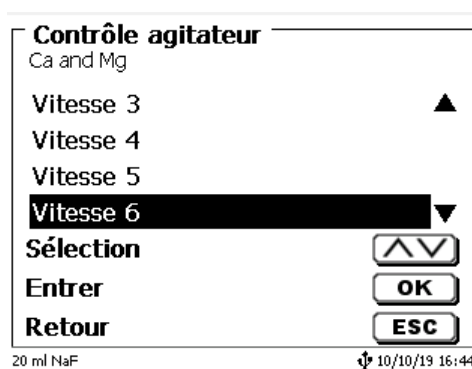 Contrôle agitateur
Ca and Mg
Vitesse 3
Vitesse 4
Vitesse 5
Vitesse 6
Sélection
Entrer OK
Retour ESC
20 ml NaF 10/10/19 16:44